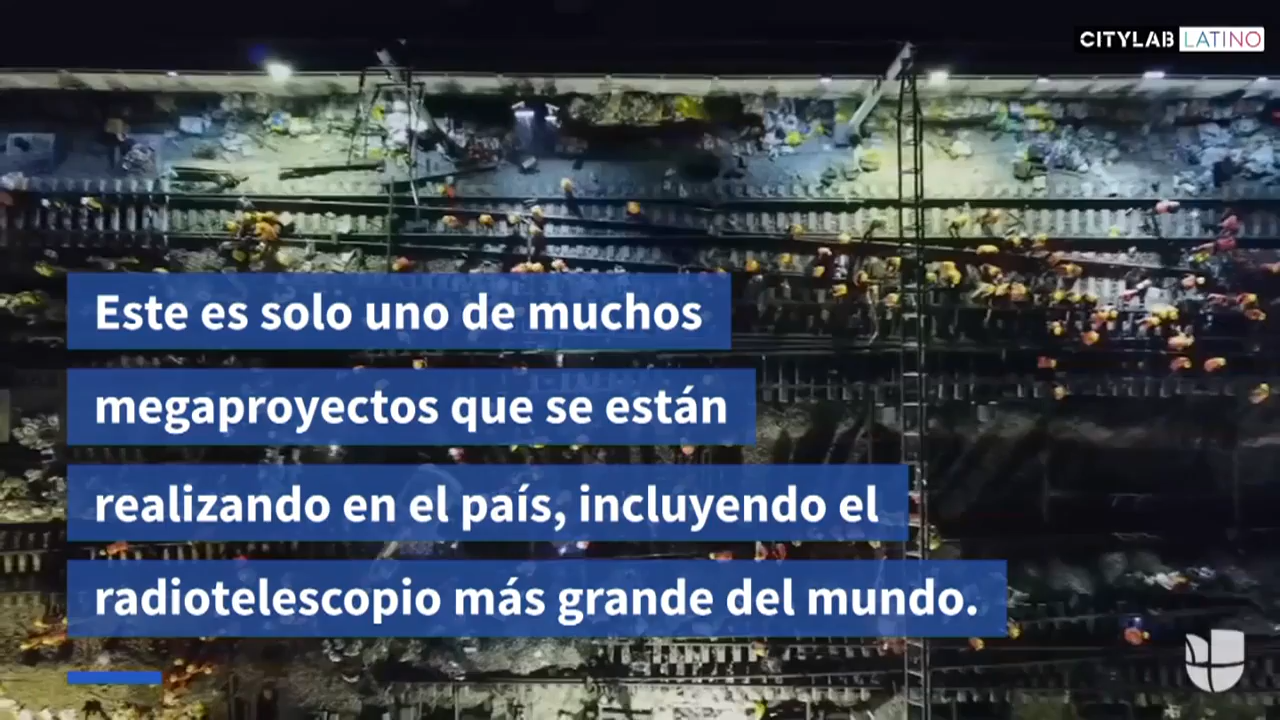 CITYLAB LATINO
Este es solo uno de muchos
megaproyectos que se están
realizando en el país, incluyendo el
radiotelescopio más grande del mundo.